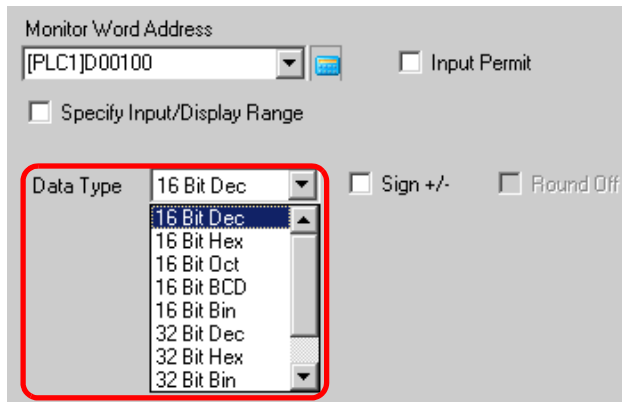 Monitor Word Address
[PLC1]D00100
Input Permit
Specify Input/Display Range
Data Type 16 Bit Dec Sign +/- Round Off
16 Bit Dec
16 Bit Hex
16 Bit Oct
16 Bit BCD
16 Bit Bin
32 Bit Dec
32 Bit Hex
32 Bit Bin